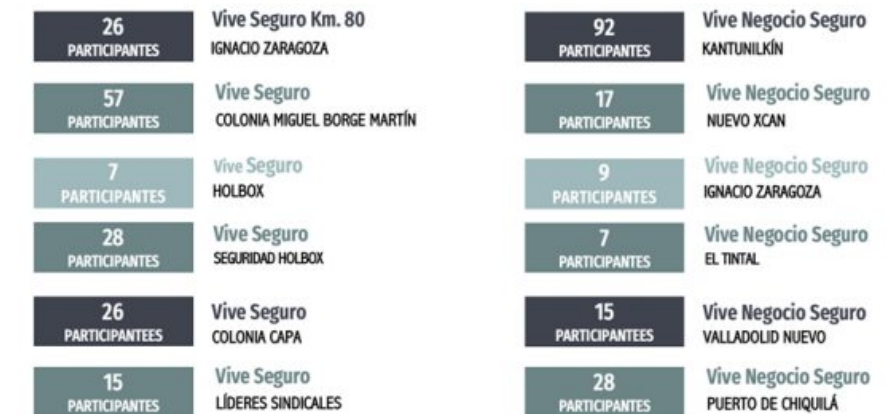 26
PARTICIPANTES
Vive Seguro Km. 80
IGNACIO ZARAGOZA
57
PARTICIPANTES
Vive Seguro
COLONIA MIGUEL BORGE MARTÍN
7
PARTICIPANTES
Vive Seguro
HOLBOX
28
PARTICIPANTES
Vive Seguro
SEGURIDAD HOLBOX
26
PARTICIPANTEES
Vive Seguro
COLONIA CAPA
15
PARTICIPANTES
Vive Seguro
LÍDERES SINDICALES
92
PARTICIPANTES
Vive Negocio Seguro
KANTUNILKÍN
17
PARTICIPANTES
Vive Negocio Seguro
NUEVO XCAN
9
PARTICIPANTES
Vive Negocio Seguro
IGNACIO ZARAGOZA
7
PARTICIPANTES
Vive Negocio Seguro
EL TINTAL
15
PARTICIPANTEES
Vive Negocio Seguro
VALLADOLID NUEVO
28
PARTICIPANTES
Vive Negocio Seguro
PUERTO DE CHIQUILÁ